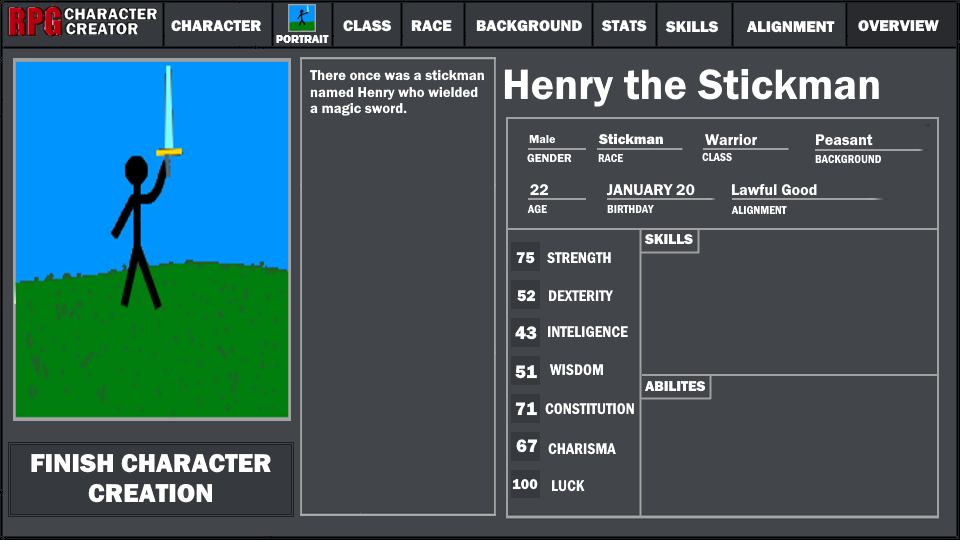 RPG CHARACTER CREATOR
CHARACTER
PORTRAIT
CLASS
RACE
BACKGROUND
STATS
SKILLS
ALIGNMENT
OVERVIEW
There once was a stickman
named Henry who wielded
a magic sword.
Henry the Stickman
Male Stickman Warrior Peasant
GENDER RACE CLASS BACKGROUND
22 JANUARY 20 Lawful Good
AGE BIRTHDAY ALIGNMENT
75 STRENGTH
52 DEXTERITY
43 INTELIGENCE
51 WISDOM
71 CONSTITUTION
67 CHARISMA
100 LUCK
SKILLS
ABILITES
FINISH CHARACTER
CREATION